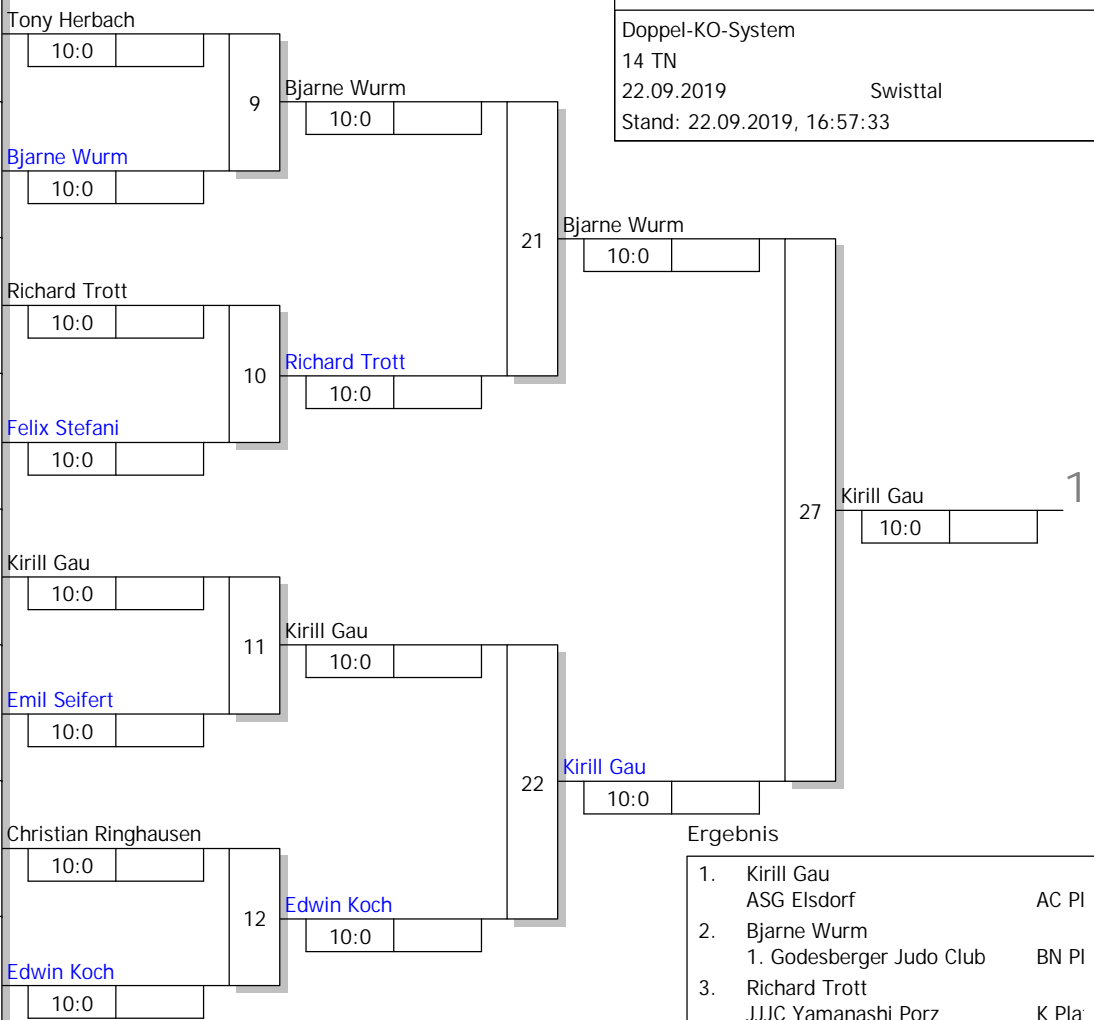 Tony Herbach
10:0
9
Bjarne Wurm
10:0
Bjarne Wurm
10:0
Doppel-KO-System
14 TN
22.09.2019 Swisttal
Stand: 22.09.2019, 16:57:33
21
Bjarne Wurm
10:0
Richard Trott
10:0
10
Richard Trott
10:0
Felix Stefani
10:0
27
Kirill Gau
10:0
1
Kirill Gau
10:0
11
Kirill Gau
10:0
Emil Seifert
10:0
22
Kirill Gau
10:0
Christian Ringhausen
10:0
12
Edwin Koch
10:0
Edwin Koch
10:0
Ergebnis
1. Kirill Gau
ASG Elsdorf AC Pl
2. Bjarne Wurm
1. Godesberger Judo Club BN Pl
3. Richard Trott
JJJC Yamanashi Porz K Pla